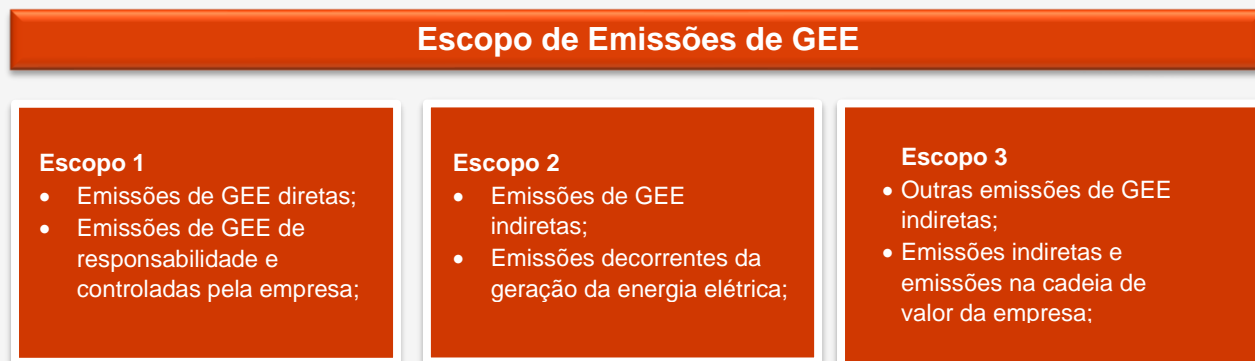 Escopo de Emissões de GEE
Escopo 1
• Emissões de GEE diretas;
• Emissões de GEE de
responsabilidade e
controladas pela empresa;
Escopo 2
• Emissões de GEE
indiretas;
• Emissões decorrentes da
geração da energia elétrica;
Escopo 3
• Outras emissões de GEE
indiretas;
• Emissões indiretas e
emissões na cadeia de
valor da empresa;